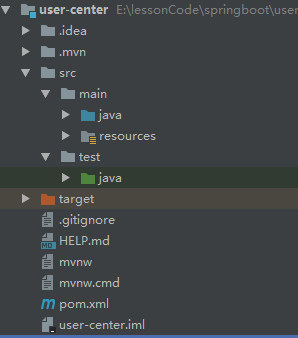 user-center E:\lessonCode\springboot\user
.idea
.mvn
src
main
java
resources
test
java
target
.gitignore
HELP.md
mvnw
mvnw.cmd
pom.xml
user-center.iml